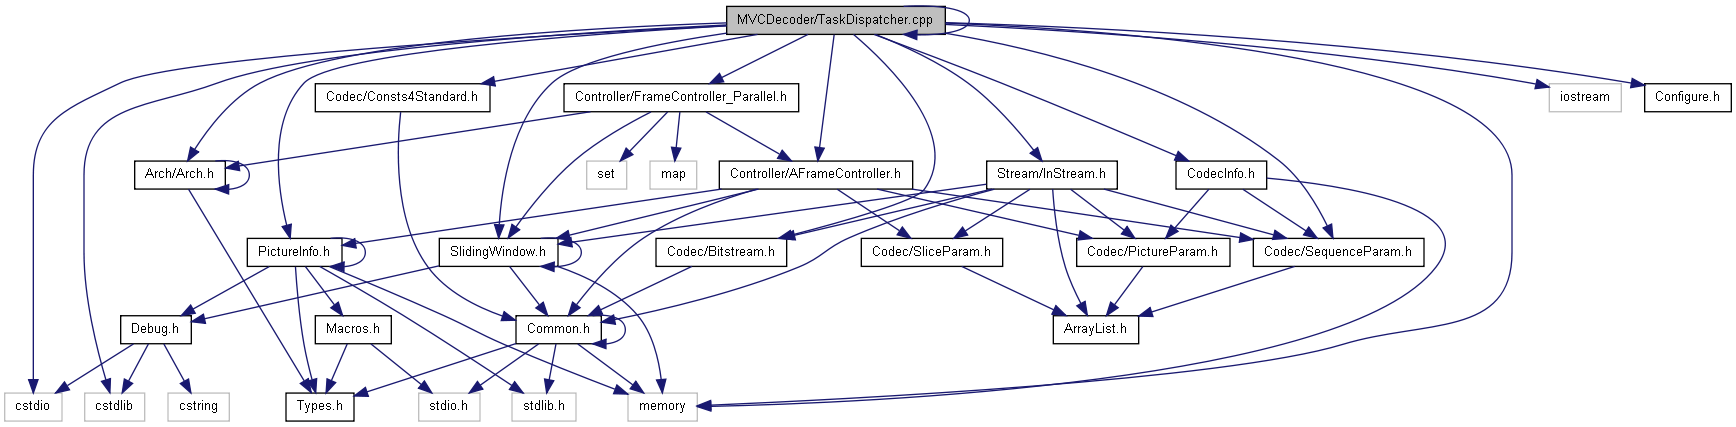 MVCDecoder/TaskDispatcher.cpp
Codec/Consts4Standard.h
Controller/FrameController_Parallel.h
iostream
Configure.h
Arch/Arch.h
set
map
Controller/AFrameController.h
Stream/InStream.h
CodecInfo.h
PictureInfo.h
SlidingWindow.h
Codec/Bitstream.h
Codec/SliceParam.h
Codec/PictureParam.h
Codec/SequenceParam.h
Debug.h
Macros.h
Common.h
ArrayList.h
cstdio
cstdlib
cstring
Types.h
stdio.h
stdlib.h
memory